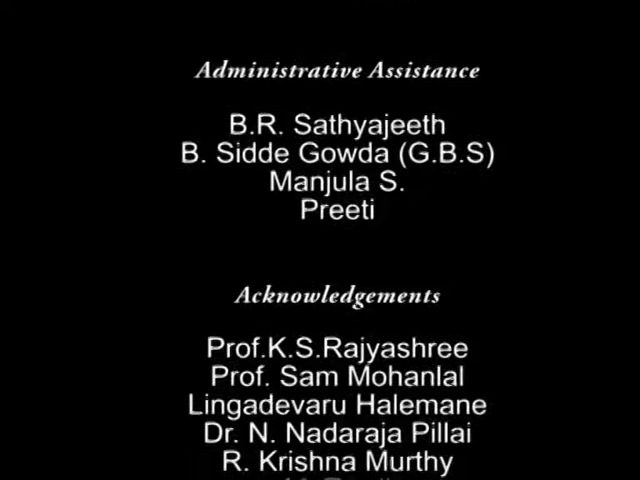 Administrative Assistance
B.R. Sathyajeeth
B. Sidde Gowda (G.B.S)
Manjula S.
Preeti
Acknowledgements
Prof.K.S.Rajyashree
Prof. Sam Mohanlal
Lingadevaru Halemane
Dr. N. Nadaraja Pillai
R. Krishna Murthy